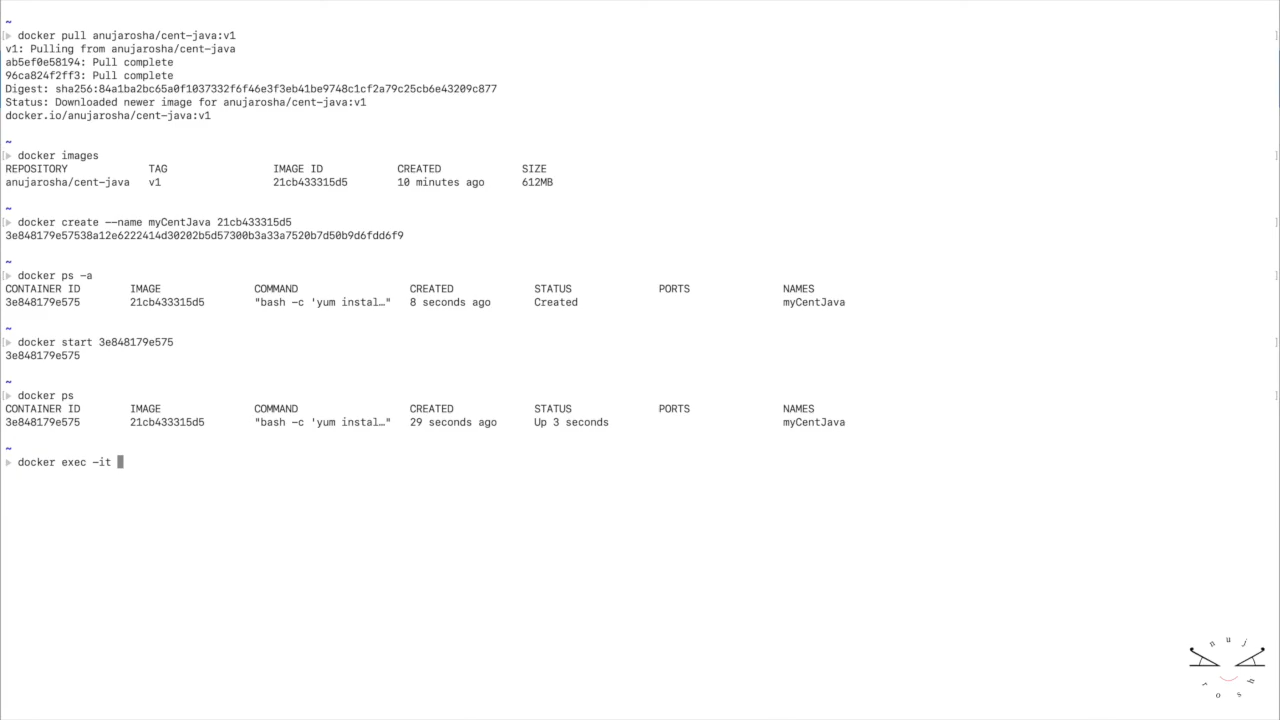 ~
docker pull anujarosha/cent-java:v1
v1: Pulling from anujarosha/cent-java
ab5ef0e58194: Pull complete
96ca824f2ff3: Pull complete
Digest: sha256:84a1ba2bc65a0f1037332f6f46e3f3eb41be9748c1cf2a79c25cb6e43209c877
Status: Downloaded newer image for anujarosha/cent-java:v1
docker.io/anujarosha/cent-java:v1
~
docker images
REPOSITORY TAG IMAGE ID CREATED SIZE
anujarosha/cent-java v1 21cb433315d5 10 minutes ago 612MB
~
docker create --name myCentJava 21cb433315d5
3e848179e57538a12e6222414d30202b5d57300b3a33a7520b7d50b9d6fdd6f9
~
docker ps -a
CONTAINER ID IMAGE COMMAND CREATED STATUS PORTS NAMES
3e848179e575 21cb433315d5 "bash -c 'yum instal…" 8 seconds ago Created myCentJava
~
docker start 3e848179e575
3e848179e575
~
docker ps
CONTAINER ID IMAGE COMMAND CREATED STATUS PORTS NAMES
3e848179e575 21cb433315d5 "bash -c 'yum instal…" 29 seconds ago Up 3 seconds myCentJava
~
docker exec -it
n u j
r o s h